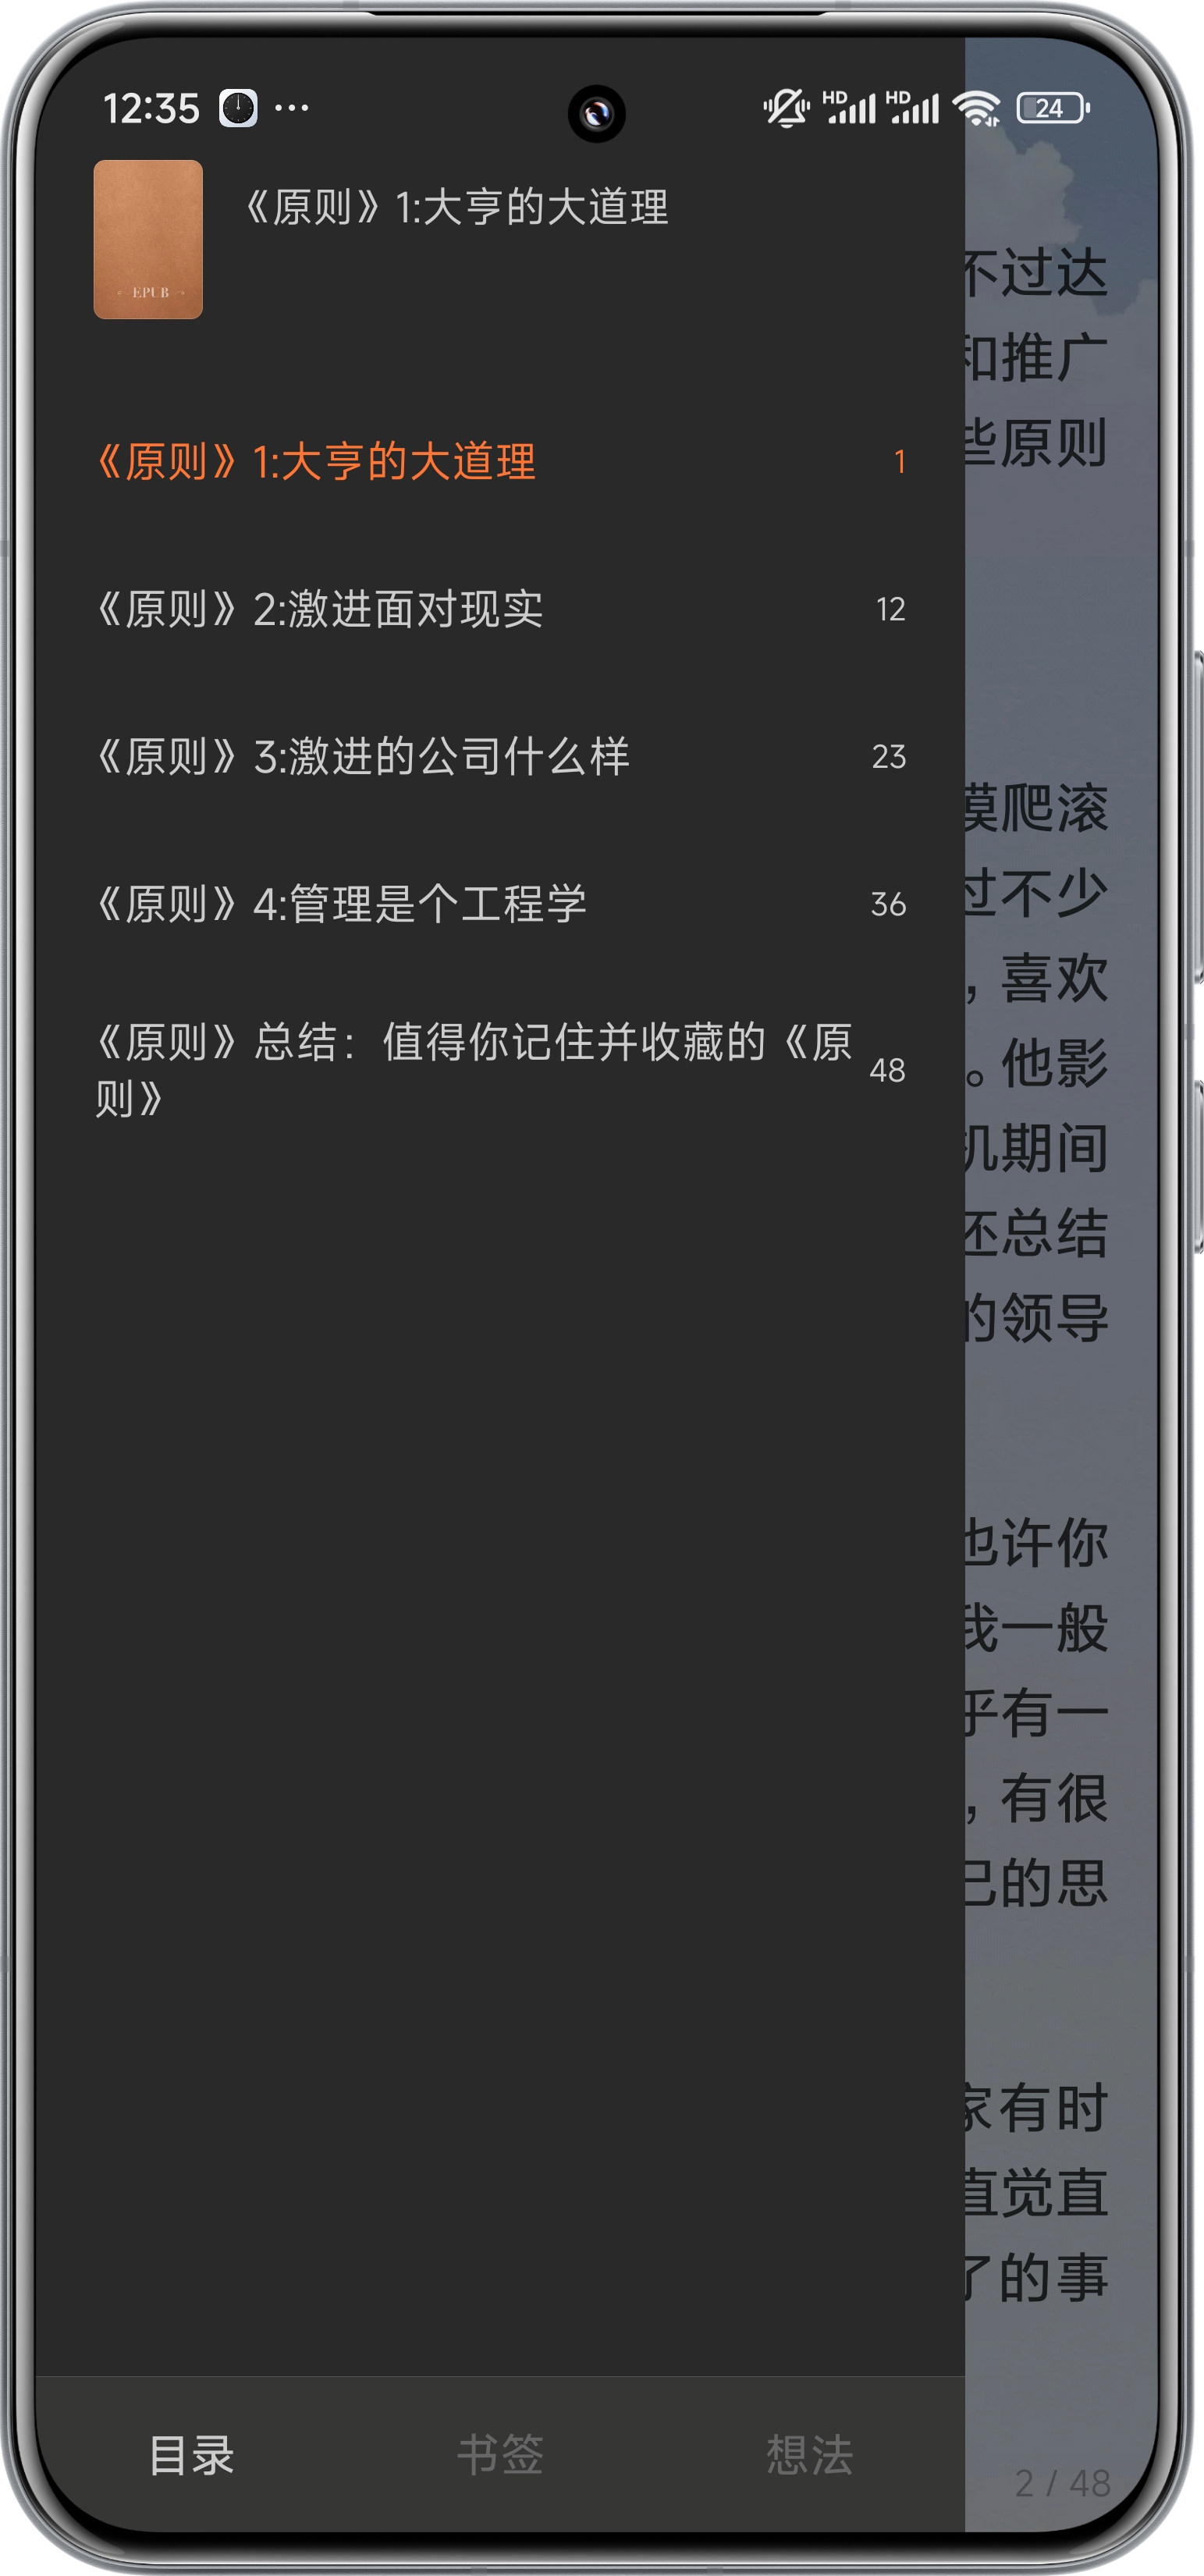 12:35
HD HD 24
《原则》1:大亨的大道理
EPUB
《原则》1:大亨的大道理 1
《原则》2:激进面对现实 12
《原则》3:激进的公司什么样 23
《原则》4:管理是个工程学 36
《原则》总结：值得你记住并收藏的《原
则》 48
不过达
和推广
些原则
摸爬滚
过不少
，喜欢
。他影
机期间
还总结
的领导
也许你
我一般
乎有一
，有很
己的思
家有时
直觉直
了的事
目录 书签 想法
2 / 48